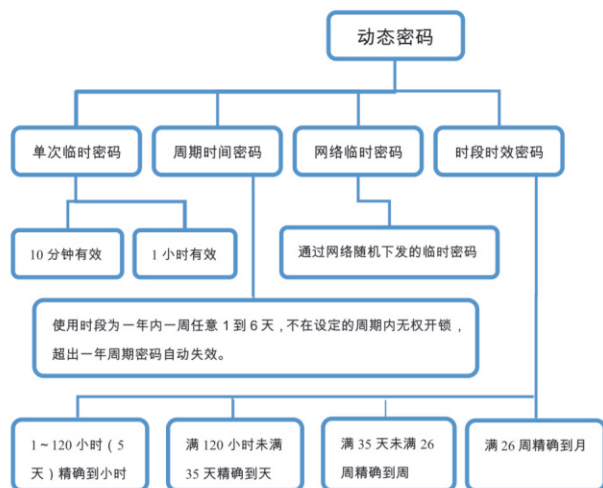 动态密码
单次临时密码
周期时间密码
网络临时密码
时段时效密码
10 分钟有效
1 小时有效
通过网络随机下发的临时密码
使用时段为一年内一周任意 1 到 6 天，不在设定的周期内无权开锁，
超出一年周期密码自动失效。
1～120 小时（5
天）精确到小时
满 120 小时未满
35 天精确到天
满 35 天未满 26
周精确到周
满 26 周精确到月